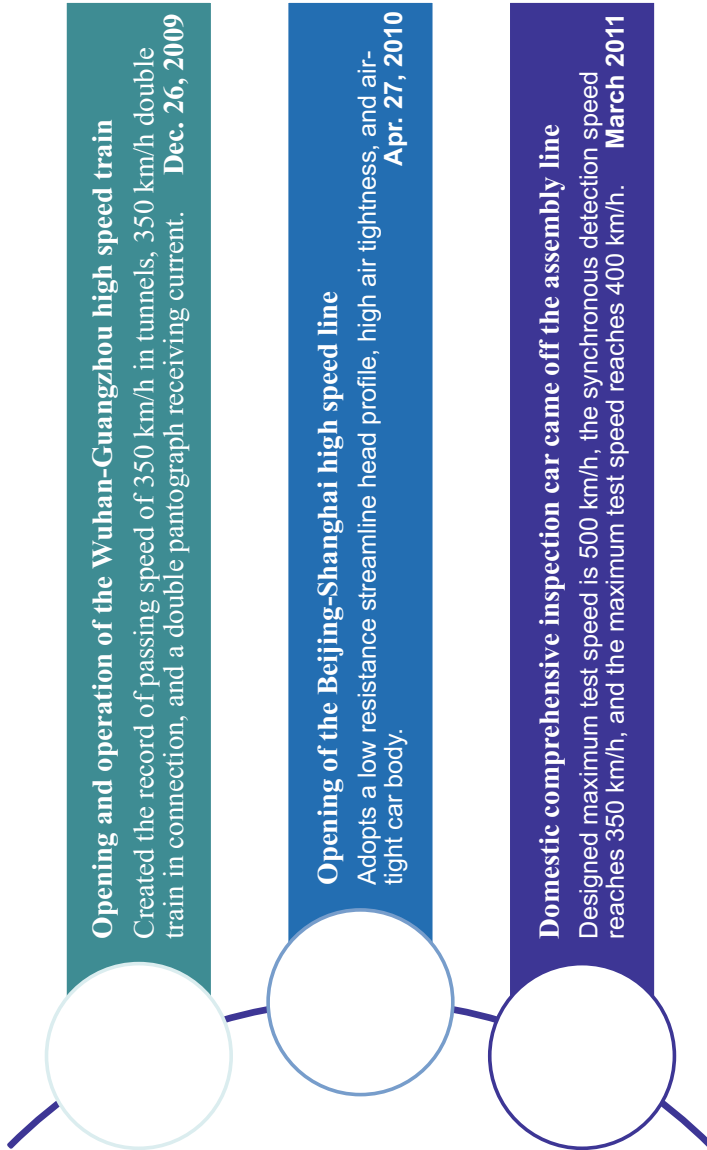 Opening and operation of the Wuhan-Guangzhou high speed train
Created the record of passing speed of 350 km/h in tunnels, 350 km/h double
train in connection, and a double pantograph receiving current. Dec. 26, 2009
Opening of the Beijing-Shanghai high speed line
Adopts a low resistance streamline head profile, high air tightness, and air-
tight car body. Apr. 27, 2010
Domestic comprehensive inspection car came off the assembly line
Designed maximum test speed is 500 km/h, the synchronous detection speed
reaches 350 km/h, and the maximum test speed reaches 400 km/h. March 2011